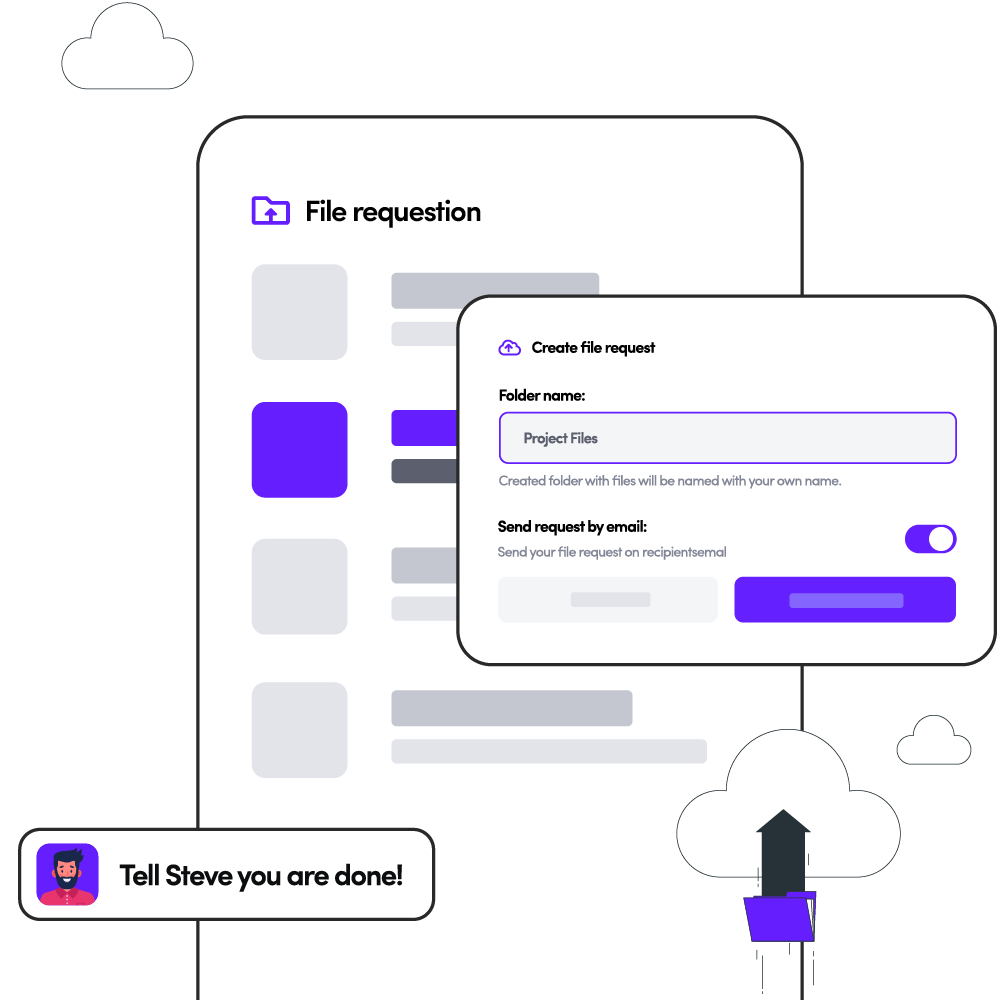 File requestion
Create file request
Folder name:
Project Files
Created folder with files will be named with your own name.
Send request by email:
Send your file request on recipientsemal
Tell Steve you are done!